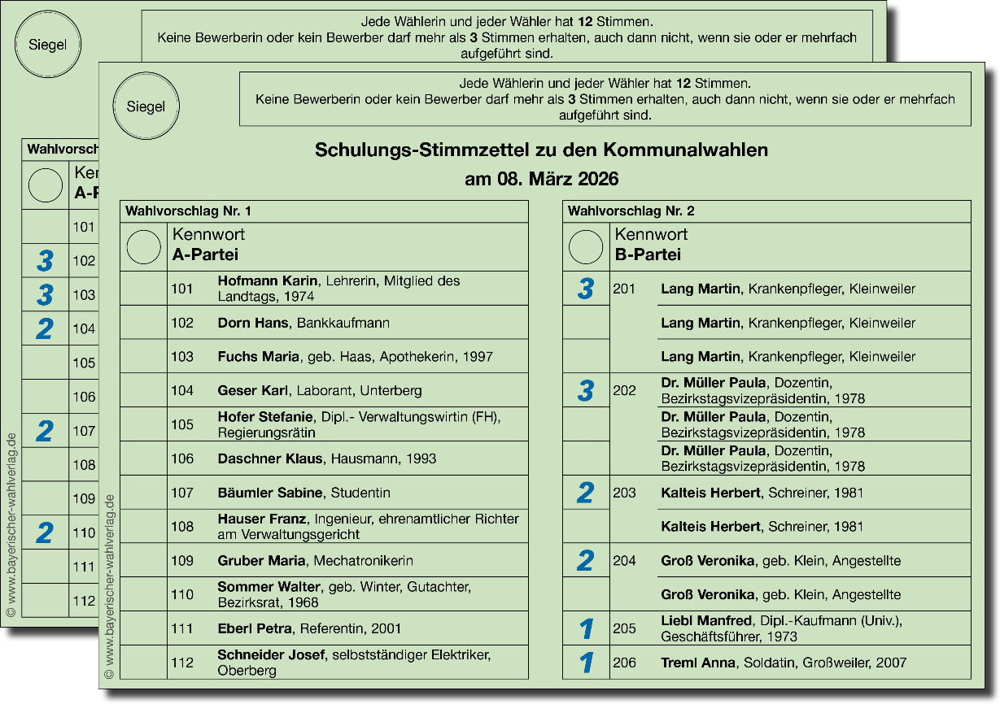 Siegel
Jede Wählerin und jeder Wähler hat 12 Stimmen.
Keine Bewerberin oder kein Bewerber darf mehr als 3 Stimmen erhalten, auch dann nicht, wenn sie oder er mehrfach
aufgeführt sind.
Wahlvorsch
Ken
A-P
101
3 102
3 103
2 104
105
106
2 107
108
109
2 110
111
112
© www.bayerischer-wahlverlag.de
Siegel
Jede Wählerin und jeder Wähler hat 12 Stimmen.
Keine Bewerberin oder kein Bewerber darf mehr als 3 Stimmen erhalten, auch dann nicht, wenn sie oder er mehrfach
aufgeführt sind.
Schulungs-Stimmzettel zu den Kommunalwahlen
am 08. März 2026
Wahlvorschlag Nr. 1
Kennwort
A-Partei
101 Hofmann Karin, Lehrerin, Mitglied des
Landtags, 1974
102 Dorn Hans, Bankkaufmann
103 Fuchs Maria, geb. Haas, Apothekerin, 1997
104 Geser Karl, Laborant, Unterberg
105 Hofer Stefanie, Dipl.- Verwaltungswirtin (FH),
Regierungsrätin
106 Daschner Klaus, Hausmann, 1993
107 Bäumler Sabine, Studentin
108 Hauser Franz, Ingenieur, ehrenamtlicher Richter
am Verwaltungsgericht
109 Gruber Maria, Mechatronikerin
110 Sommer Walter, geb. Winter, Gutachter,
Bezirksrat, 1968
111 Eberl Petra, Referentin, 2001
112 Schneider Josef, selbstständiger Elektriker,
Oberberg
Wahlvorschlag Nr. 2
Kennwort
B-Partei
3 201 Lang Martin, Krankenpfleger, Kleinweiler
Lang Martin, Krankenpfleger, Kleinweiler
Lang Martin, Krankenpfleger, Kleinweiler
3 202 Dr. Müller Paula, Dozentin,
Bezirkstagsvizepräsidentin, 1978
Dr. Müller Paula, Dozentin,
Bezirkstagsvizepräsidentin, 1978
Dr. Müller Paula, Dozentin,
Bezirkstagsvizepräsidentin, 1978
2 203 Kalteis Herbert, Schreiner, 1981
Kalteis Herbert, Schreiner, 1981
2 204 Groß Veronika, geb. Klein, Angestellte
Groß Veronika, geb. Klein, Angestellte
1 205 Liebl Manfred, Dipl.-Kaufmann (Univ.),
Geschäftsführer, 1973
1 206 Treml Anna, Soldatin, Großweiler, 2007
© www.bayerischer-wahlverlag.de